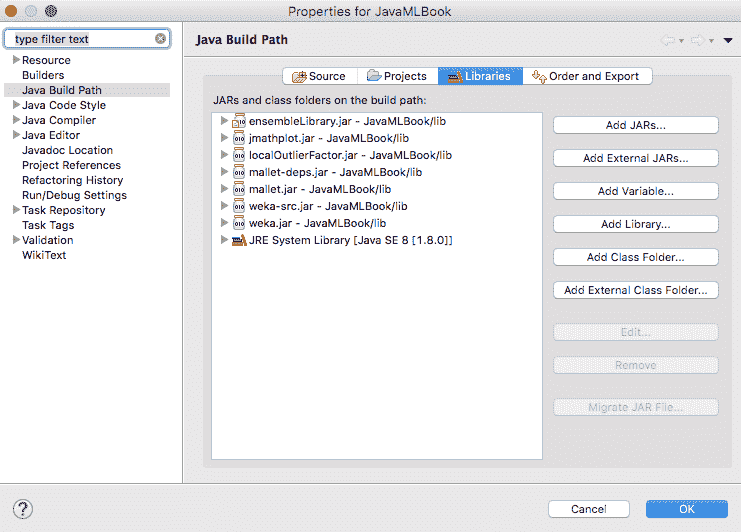 Properties for JavaMLBook
type filter text
Resource
Builders
Java Build Path
Java Code Style
Java Compiler
Java Editor
Javadoc Location
Project References
Refactoring History
Run/Debug Settings
Task Repository
Task Tags
Validation
WikiText
Java Build Path
Source Projects Libraries Order and Export
JARs and class folders on the build path:
ensembleLibrary.jar - JavaMLBook/lib
jmathplot.jar - JavaMLBook/lib
localOutlierFactor.jar - JavaMLBook/lib
mallet-deps.jar - JavaMLBook/lib
mallet.jar - JavaMLBook/lib
weka-src.jar - JavaMLBook/lib
weka.jar - JavaMLBook/lib
JRE System Library [Java SE 8 [1.8.0]]
Add JARs...
Add External JARs...
Add Variable...
Add Library...
Add Class Folder...
Add External Class Folder...
Edit...
Remove
Migrate JAR File...
?
Cancel
OK